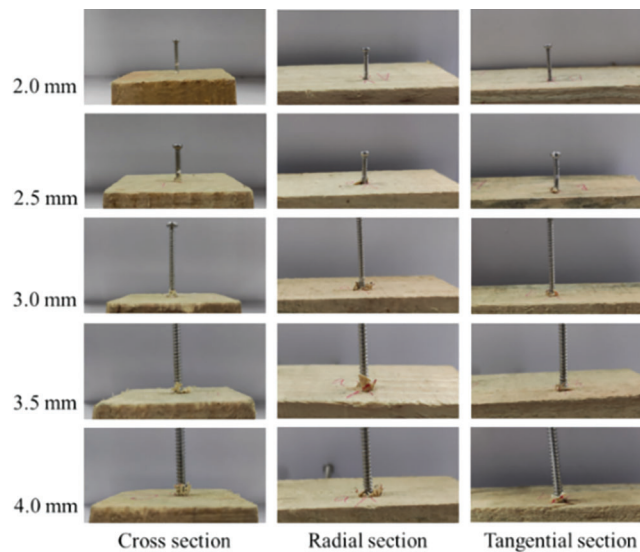 2.0 mm
2.5 mm
3.0 mm
3.5 mm
4.0 mm
Cross section Radial section Tangential section